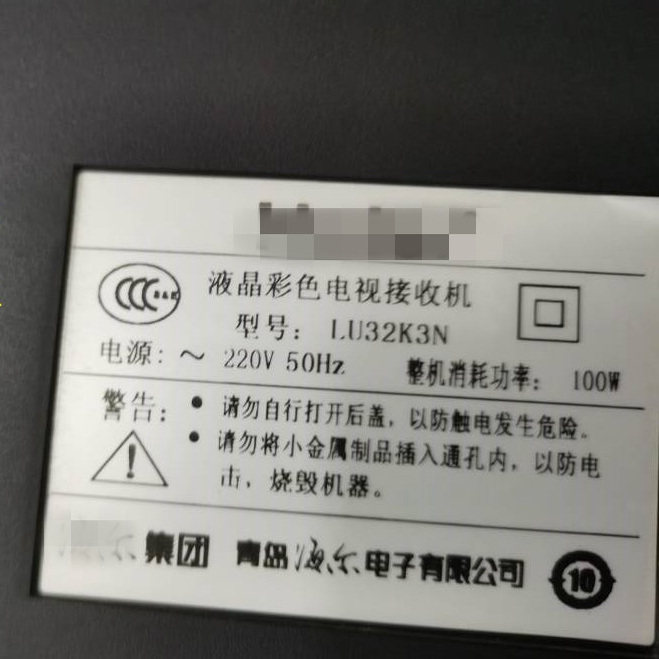 液晶彩色电视接收机
型号: LU32K3N
电源: ~ 220V 50Hz 整机消耗功率: 100W
警告: • 请勿自行打开后盖,以防触电发生危险。
• 请勿将小金属制品插入通孔内,以防电
击,烧毁机器。
集团 青岛海尔电子有限公司 10
CCC S&E